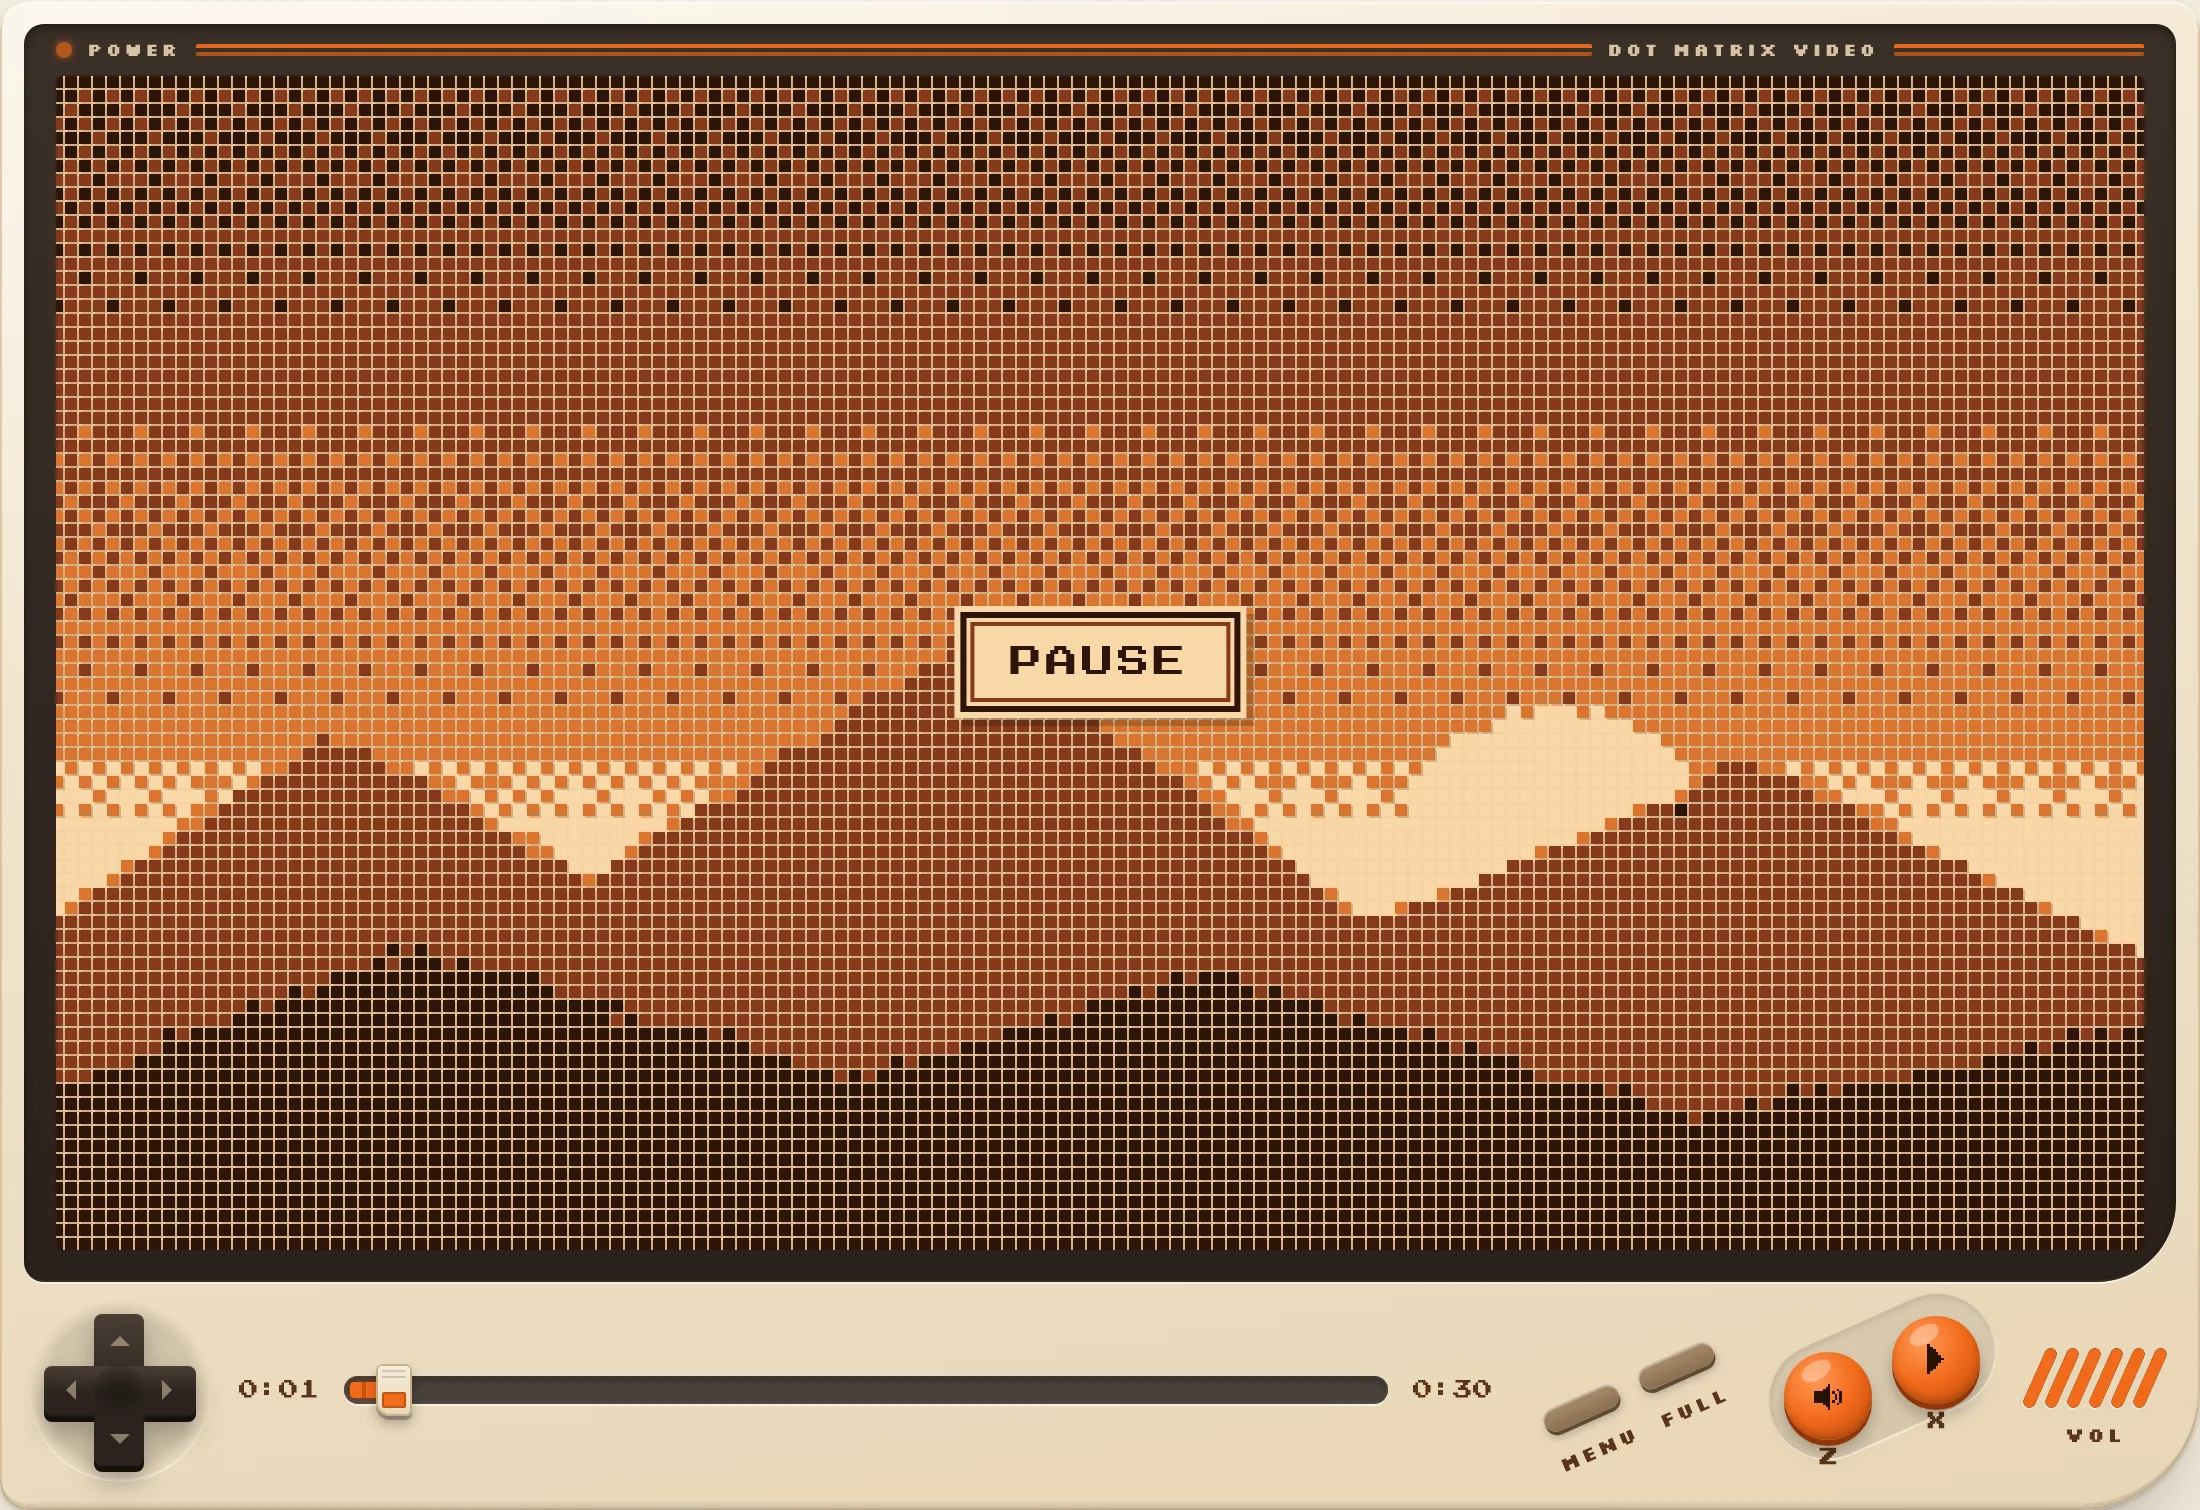 POWER
DOT MATRIX VIDEO
PAUSE
0:01
0:30
MENU
FULL
Z
X
VOL